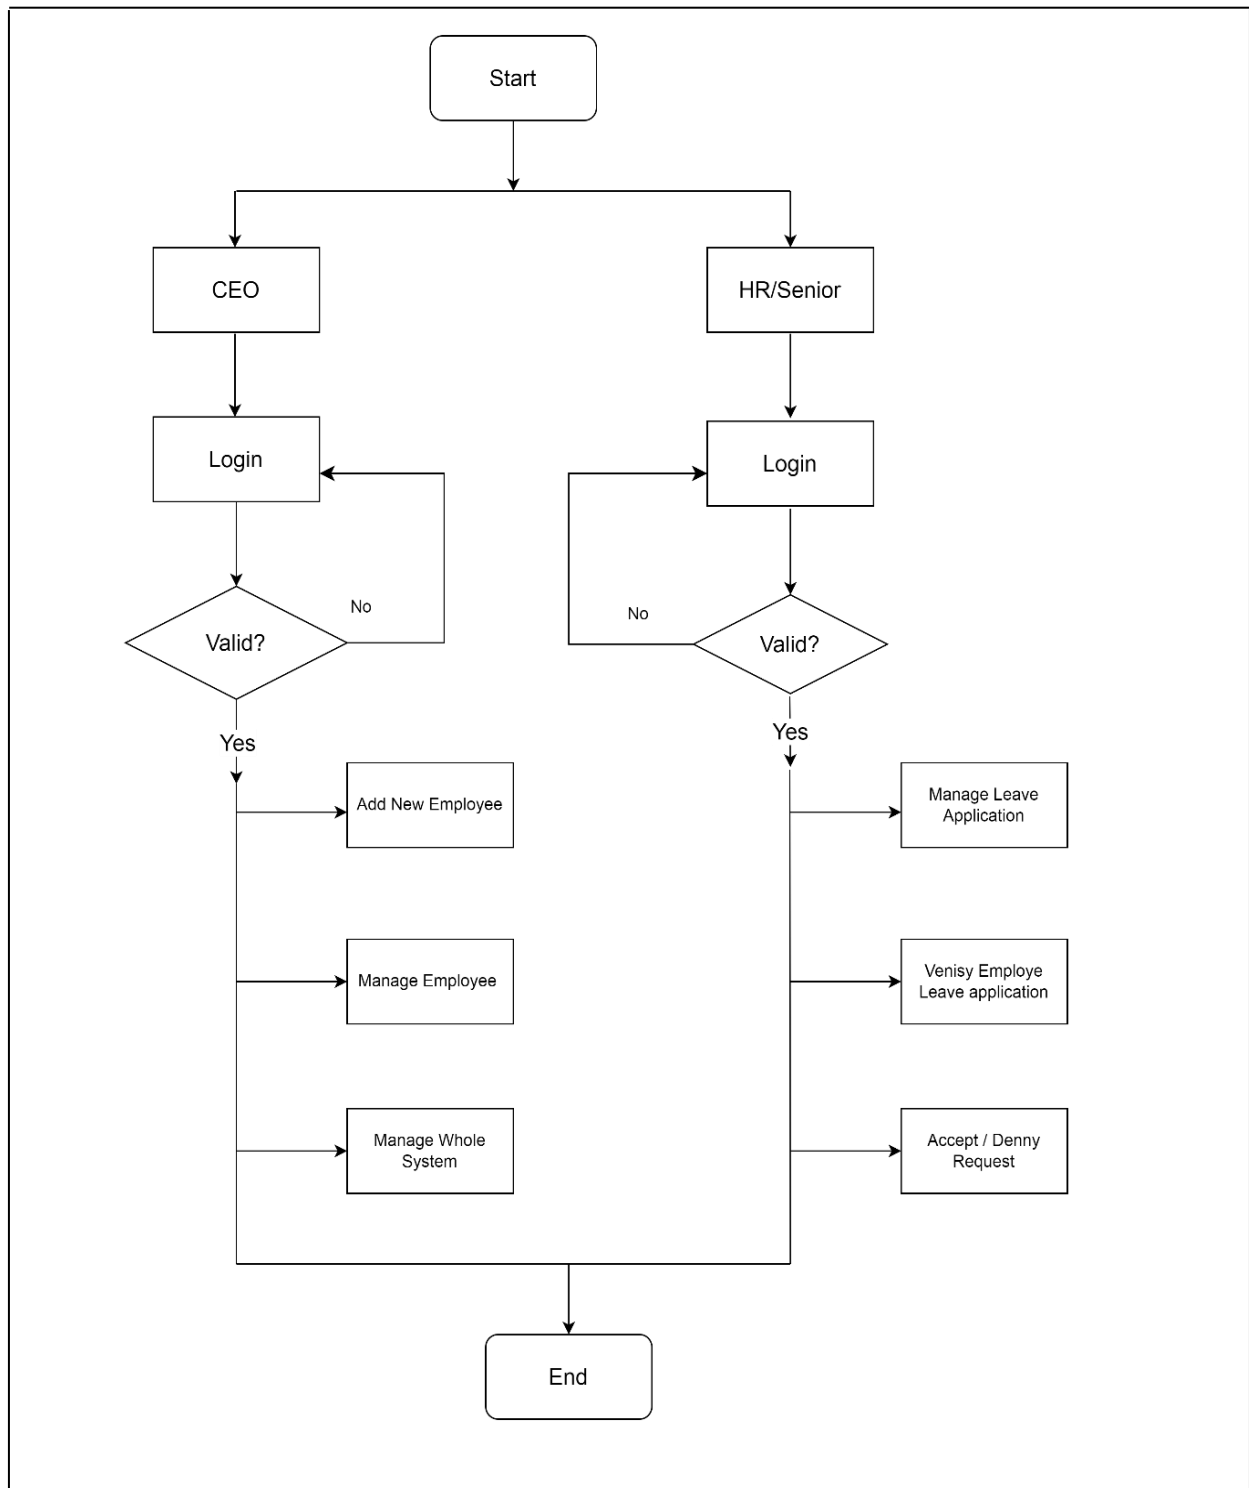 Start
CEO
HR/Senior
Login
Login
No
No
Valid?
Valid?
Yes
Yes
Add New Employee
Manage Leave
Application
Manage Employee
Venisy Employe
Leave application
Manage Whole
System
Accept / Denny
Request
End